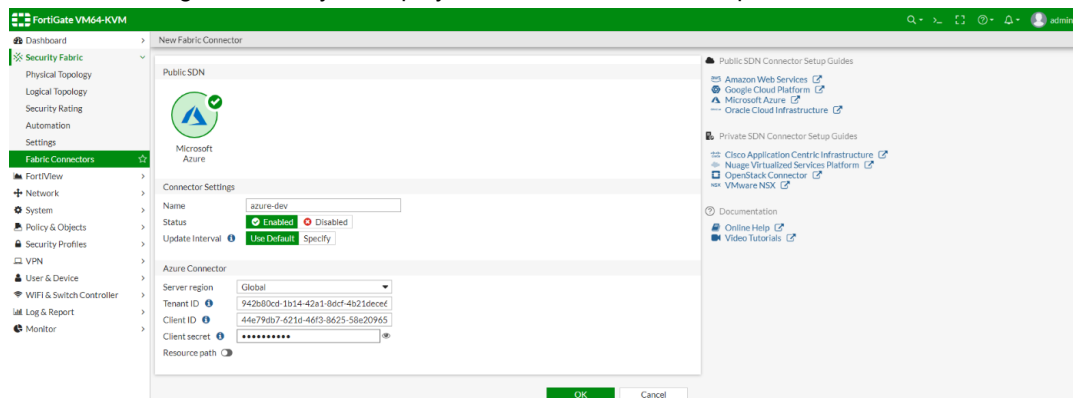 FortiGate VM64-KVM
admin
Dashboard
New Fabric Connector
Security Fabric
Physical Topology
Logical Topology
Security Rating
Automation
Settings
Fabric Connectors
FortiView
Network
System
Policy & Objects
Security Profiles
VPN
User & Device
WiFi & Switch Controller
Log & Report
Monitor
Public SDN
Microsoft
Azure
Connector Settings
Name azure-dev
Status Enabled Disabled
Update Interval Use Default Specify
Azure Connector
Server region Global
Tenant ID 942b80cd-1b14-42a1-8dcf-4b21dece6
Client ID 44e79db7-621d-46f3-8625-58e20965
Client secret ••••••••••
Resource path
OK Cancel
Public SDN Connector Setup Guides
Amazon Web Services
Google Cloud Platform
Microsoft Azure
Oracle Cloud Infrastructure
Private SDN Connector Setup Guides
Cisco Application Centric Infrastructure
Nuage Virtualized Services Platform
OpenStack Connector
NSX VMware NSX
Documentation
Online Help
Video Tutorials